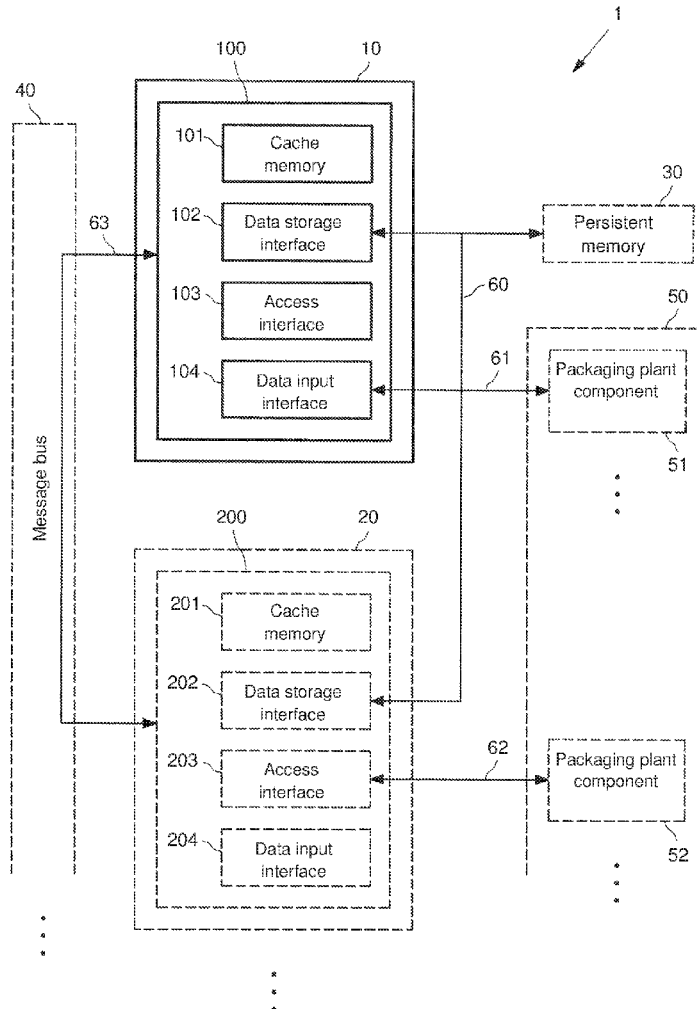 1
100
10
40
101
Cache
memory
30
102
Data storage
interface
Persistent
memory
63
103
Access
interface
60
50
104
Data input
interface
61
Packaging plant
component
51
Message bus
200
20
201
Cache
memory
202
Data storage
interface
203
Access
interface
62
Packaging plant
component
204
Data input
interface
52